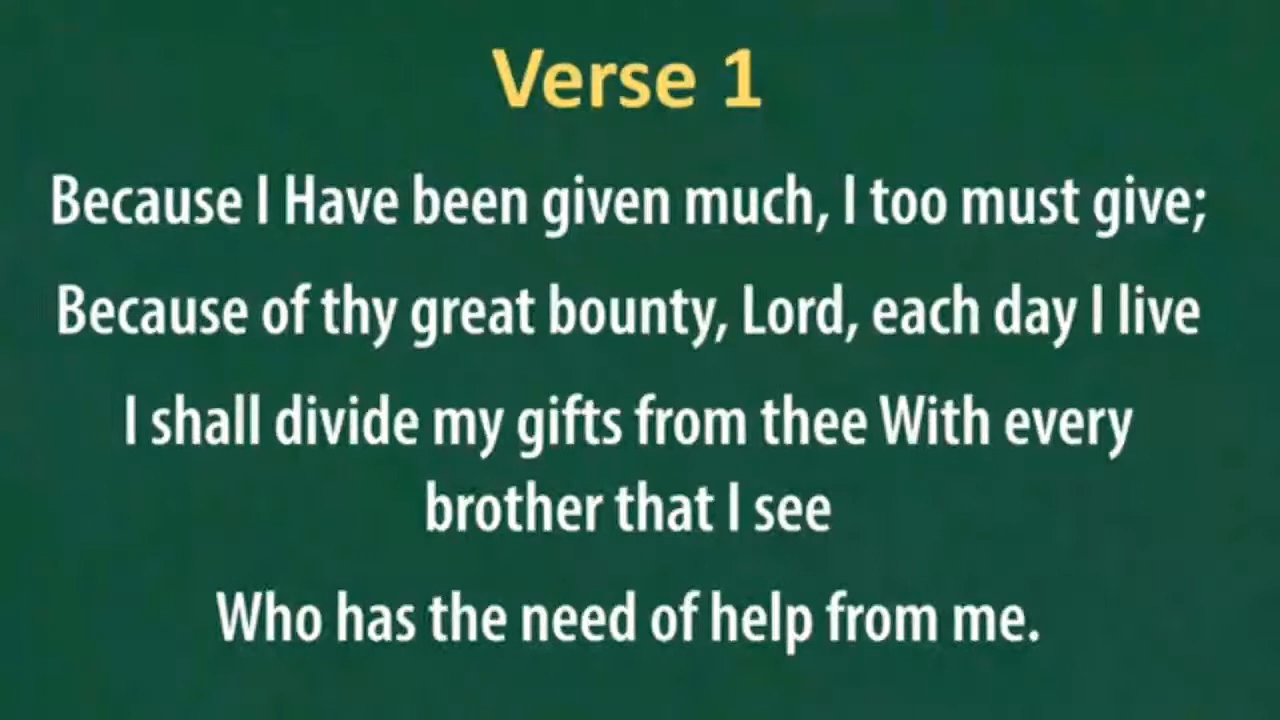 Verse 1
Because I Have been given much, I too must give;
Because of thy great bounty, Lord, each day I live
I shall divide my gifts from thee With every
brother that I see
Who has the need of help from me.